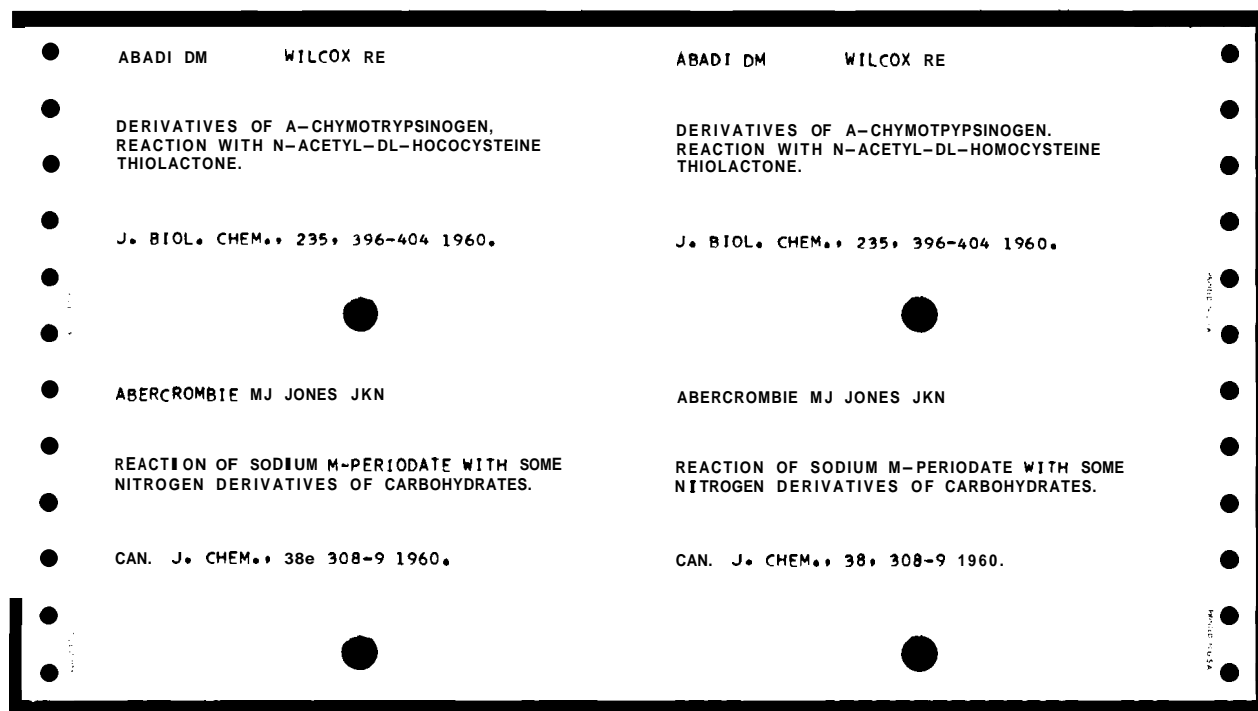 ABADI DM WILCOX RE
DERIVATIVES OF A–CHYMOTRYPSINOGEN,
REACTION WITH N–ACETYL–DL–HOCOCYSTEINE
THIOLACTONE.
J. BIOL. CHEM., 235, 396-404 1960.
ABADI DM WILCOX RE
DERIVATIVES OF A–CHYMOTPYPSINOGEN.
REACTION WITH N–ACETYL–DL–HOMOCYSTEINE
THIOLACTONE.
J. BIOL. CHEM., 235, 396-404 1960.
ABERCROMBIE MJ JONES JKN
REACTION OF SODIUM M-PERIODATE WITH SOME
NITROGEN DERIVATIVES OF CARBOHYDRATES.
CAN. J. CHEM., 38e 308-9 1960.
ABERCROMBIE MJ JONES JKN
REACTION OF SODIUM M–PERIODATE WITH SOME
NITROGEN DERIVATIVES OF CARBOHYDRATES.
CAN. J. CHEM., 38, 308-9 1960.